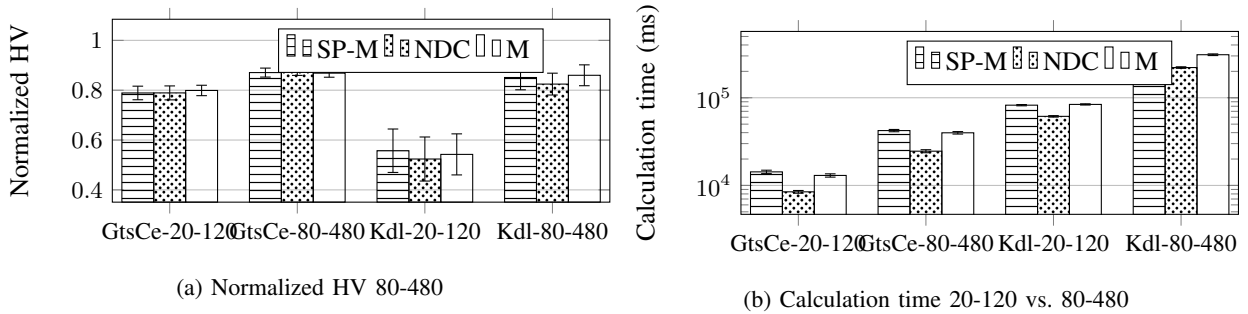 Normalized HV
1
0.8
0.6
0.4
SP-M NDC M
GtsCe-20-120 GtsCe-80-480 Kdl-20-120 Kdl-80-480
(a) Normalized HV 80-480
Calculation time (ms)
10^5
10^4
SP-M NDC M
GtsCe-20-120 GtsCe-80-480 Kdl-20-120 Kdl-80-480
(b) Calculation time 20-120 vs. 80-480